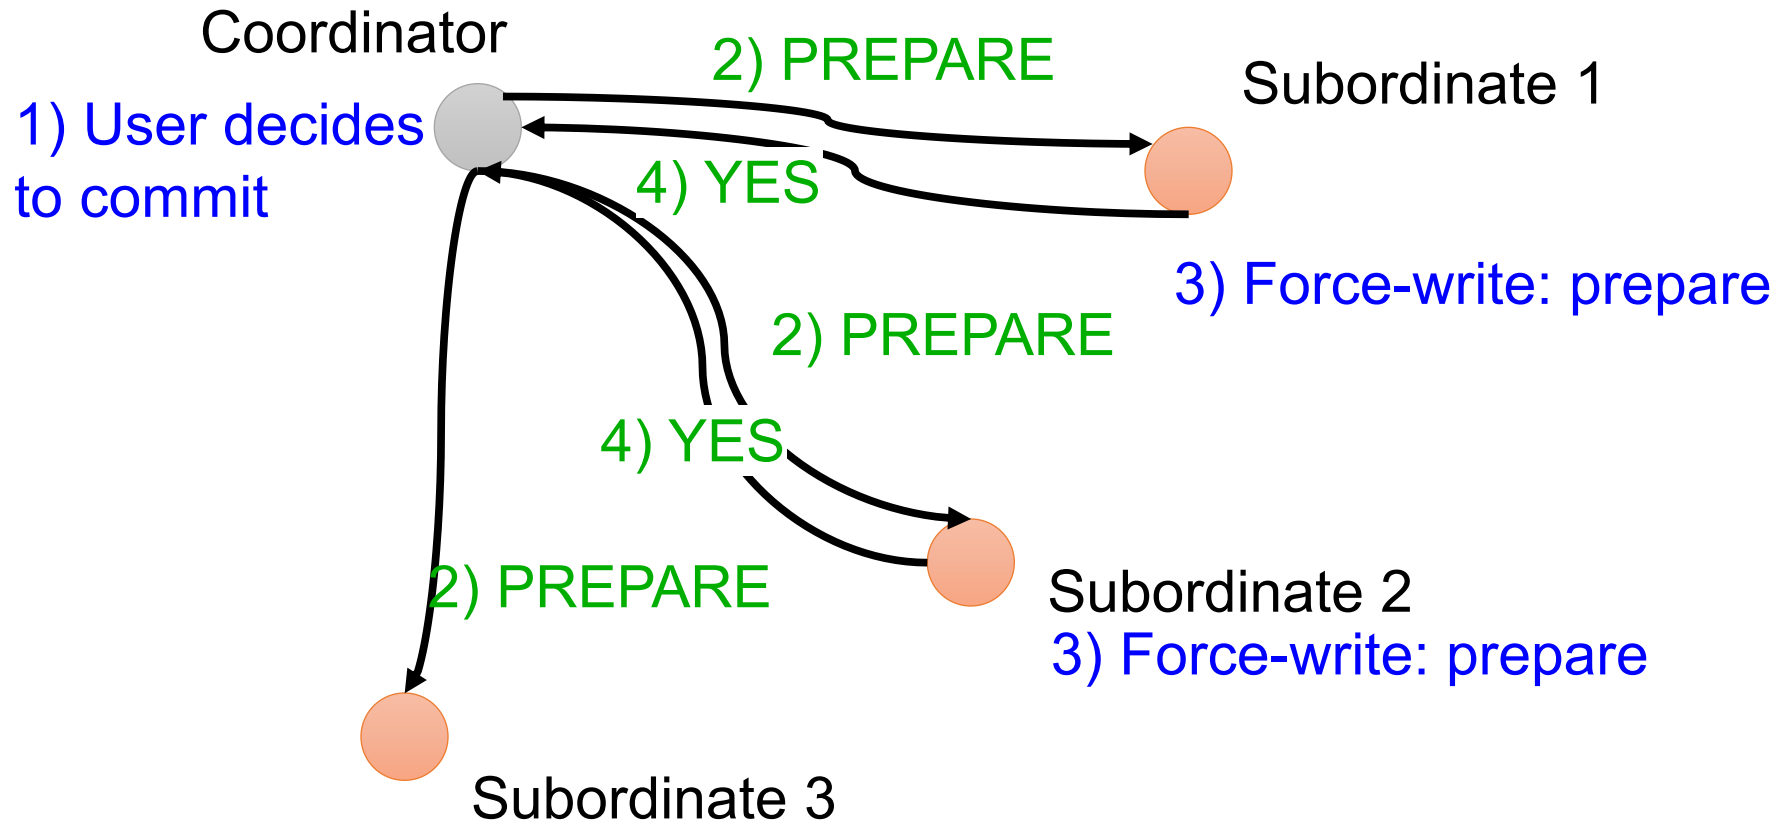 Coordinator
2) PREPARE
Subordinate 1
1) User decides
to commit
4) YES
3) Force-write: prepare
2) PREPARE
4) YES
2) PREPARE
Subordinate 2
3) Force-write: prepare
Subordinate 3